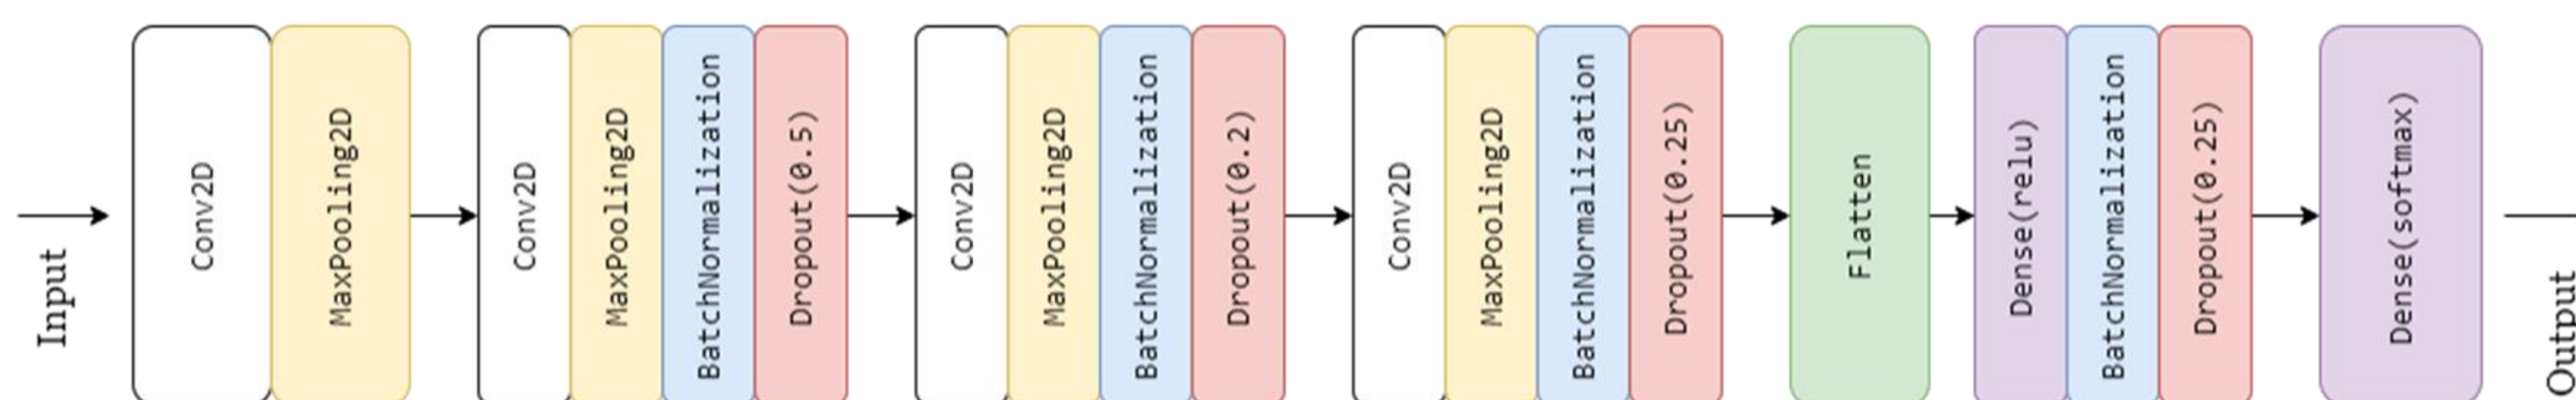 Input
Conv2D
MaxPooling2D
Conv2D
MaxPooling2D
BatchNormalization
Dropout(0.5)
Conv2D
MaxPooling2D
BatchNormalization
Dropout(0.2)
Conv2D
MaxPooling2D
BatchNormalization
Dropout(0.25)
Flatten
Dense(relu)
BatchNormalization
Dropout(0.25)
Dense(softmax)
Output